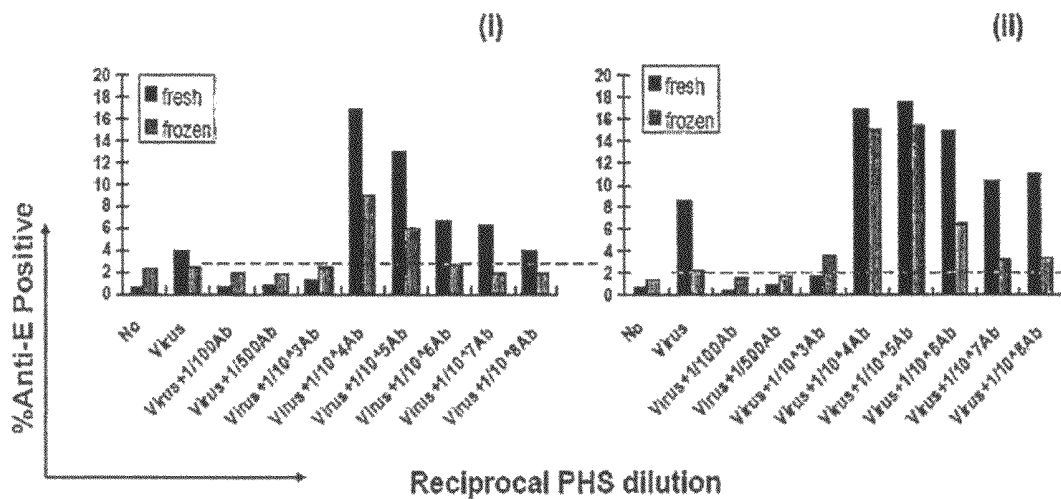 (i)
(ii)
%Anti-E Positive
20
18
16
14
12
10
8
6
4
2
0
fresh
frozen
No
Virus
Virus+1/100Ab
Virus+1/500Ab
Virus+1/10^3Ab
Virus+1/10^4Ab
Virus+1/10^5Ab
Virus+1/10^6Ab
Virus+1/10^7Ab
Virus+1/10^8Ab
20
18
16
14
12
10
8
6
4
2
0
fresh
frozen
No
Virus
Virus+1/100Ab
Virus+1/500Ab
Virus+1/10^3Ab
Virus+1/10^4Ab
Virus+1/10^5Ab
Virus+1/10^6Ab
Virus+1/10^7Ab
Virus+1/10^8Ab
Reciprocal PHS dilution